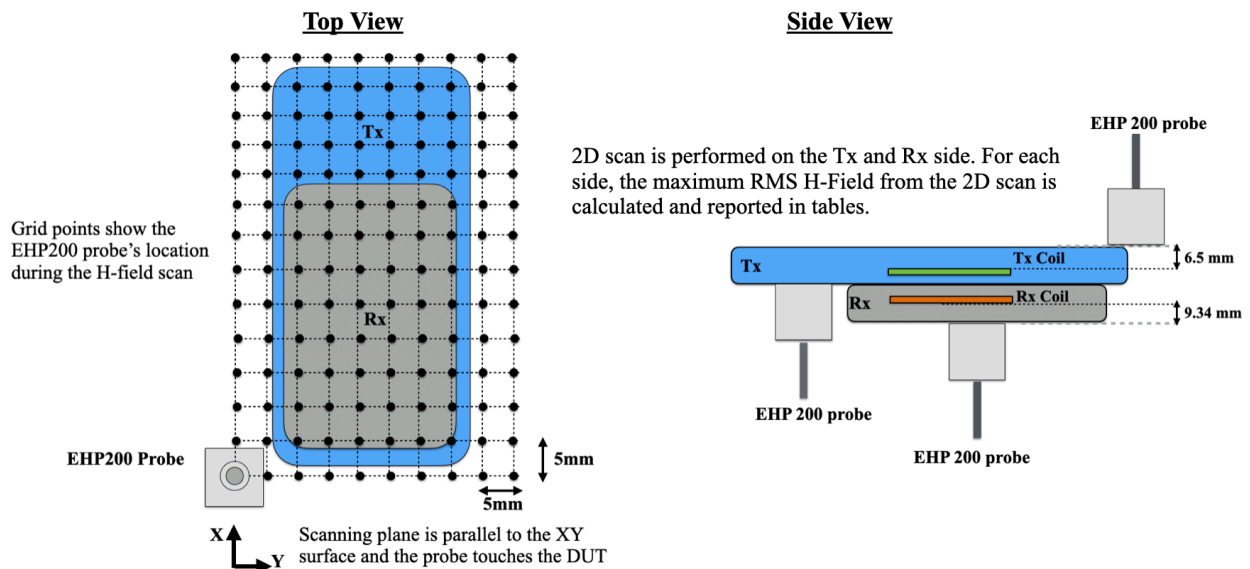 Top View
Tx
Rx
Grid points show the
EHP200 probe's location
during the H-field scan
EHP200 Probe
5mm
5mm
X
Y
Scanning plane is parallel to the XY
surface and the probe touches the DUT
Side View
2D scan is performed on the Tx and Rx side. For each
side, the maximum RMS H-Field from the 2D scan is
calculated and reported in tables.
EHP 200 probe
Tx
Tx Coil
6.5 mm
Rx
Rx Coil
9.34 mm
EHP 200 probe
EHP 200 probe